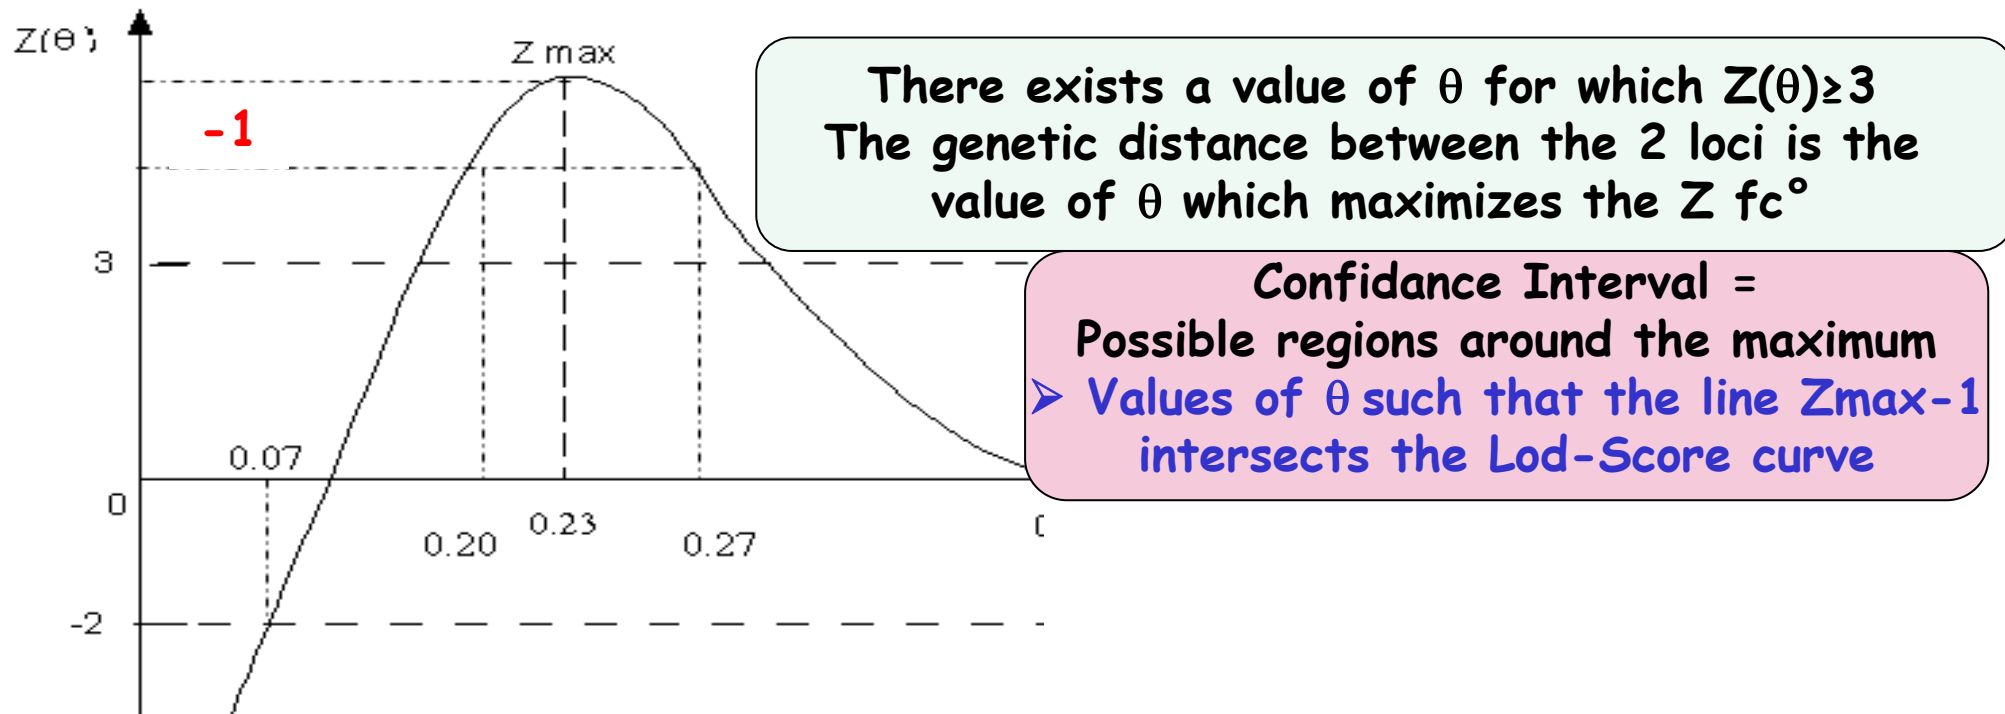 Z(θ)
Z max
-1
3
0.07
0
0.20
0.23
0.27
-2
There exists a value of θ for which Z(θ)≥3
The genetic distance between the 2 loci is the
value of θ which maximizes the Z fc°
Confidance Interval =
Possible regions around the maximum
➢ Values of θ such that the line Zmax-1
intersects the Lod-Score curve